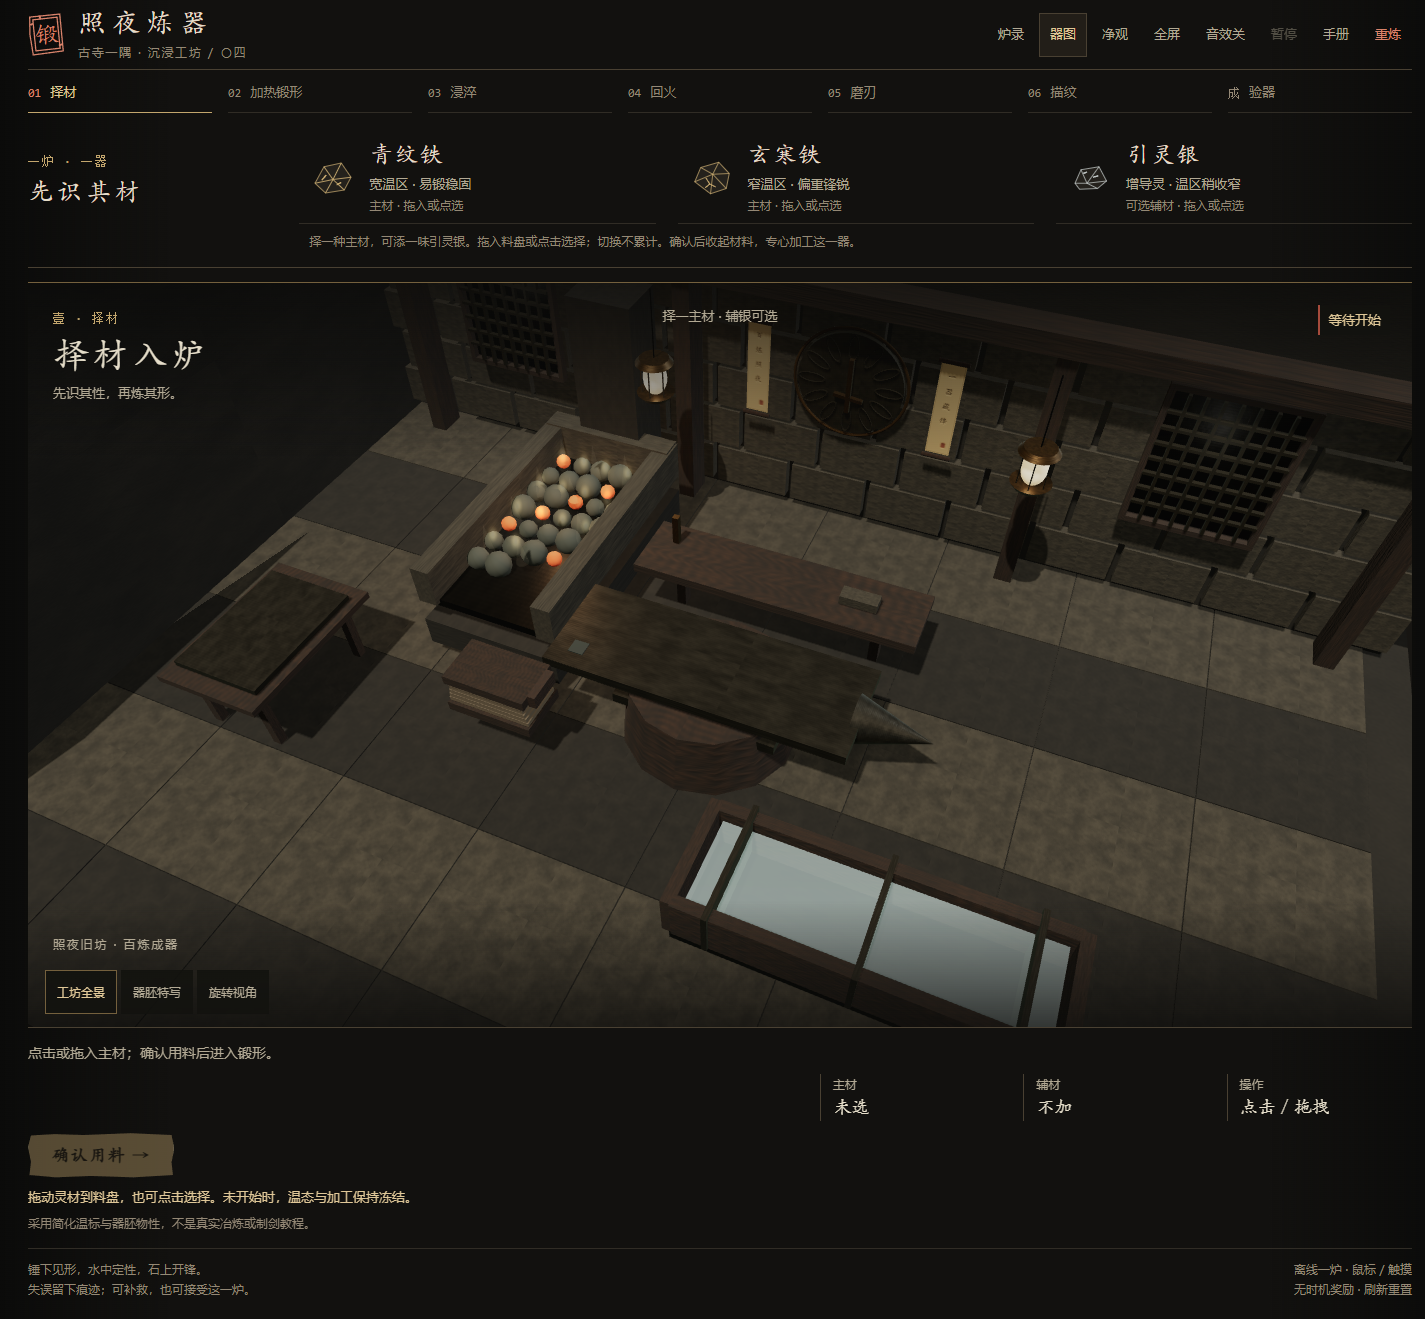 锻
照夜炼器
古寺一隅 · 沉浸工坊 / 〇四
炉录 器图 净观 全屏 音效关 暂停 手册 重炼
01 择材 02 加热锻形 03 浸淬 04 回火 05 磨刃 06 描纹 成 验器
一炉 · 一器
先识其材
青纹铁
宽温区 · 易锻稳固
主材 · 拖入或点选
玄寒铁
窄温区 · 偏重锋锐
主材 · 拖入或点选
引灵银
增导灵 · 温区稍收窄
可选辅材 · 拖入或点选
择一种主材，可添一味引灵银。拖入料盘或点击选择；切换不累计。确认后收起材料，专心加工这一器。
壹 · 择材
择材入炉
先识其性，再炼其形。
择一主材 · 辅银可选
等待开始
照夜旧坊 · 百炼成器
工坊全景 器胚特写 旋转视角
点击或拖入主材；确认用料后进入锻形。
主材
未选
辅材
不加
操作
点击 / 拖拽
确认用料 →
拖动灵材到料盘，也可点击选择。未开始时，温态与加工保持冻结。
采用简化温标与器胚物性，不是真实冶炼或制剑教程。
锤下见形，水中定性，石上开锋。
失误留下痕迹；可补救，也可接受这一炉。
离线一炉 · 鼠标 / 触摸
无时机奖励 · 刷新重置